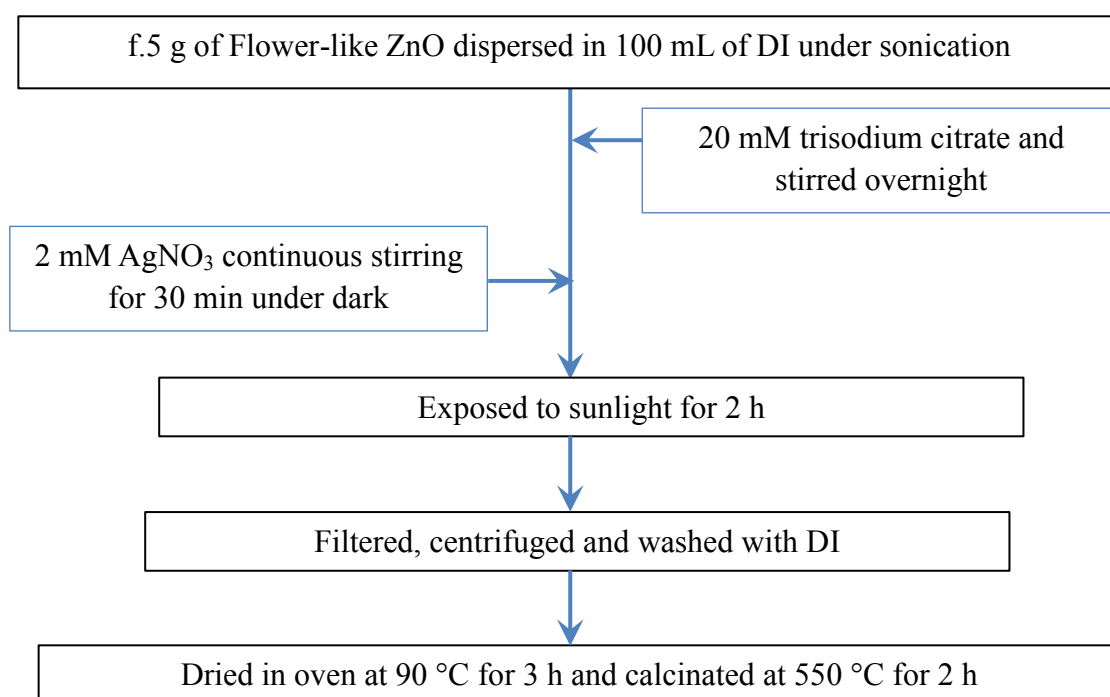 f.5 g of Flower-like ZnO dispersed in 100 mL of DI under sonication
20 mM trisodium citrate and
stirred overnight
2 mM AgNO₃ continuous stirring
for 30 min under dark
Exposed to sunlight for 2 h
Filtered, centrifuged and washed with DI
Dried in oven at 90 °C for 3 h and calcinated at 550 °C for 2 h